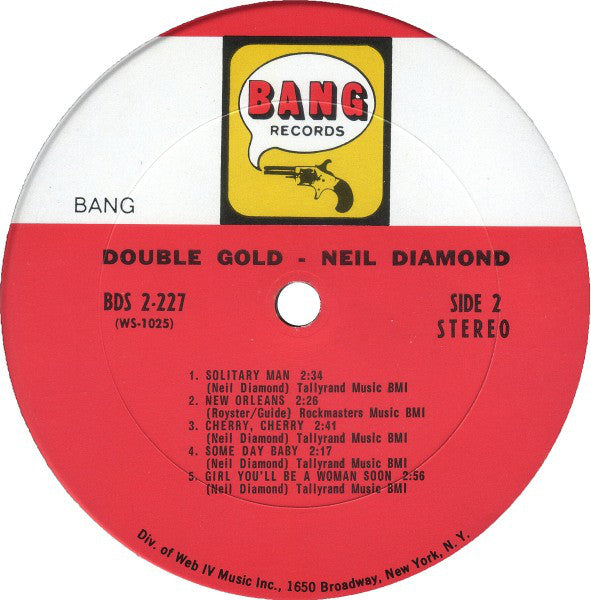 BANG
RECORDS
BANG
DOUBLE GOLD - NEIL DIAMOND
BDS 2-227
(WS-1025)
SIDE 2
STEREO
1. SOLITARY MAN 2:34
(Neil Diamond) Tallyrand Music BMI
2. NEW ORLEANS 2:26
(Royster/Guide) Rockmasters Music BMI
3. CHERRY, CHERRY 2:41
(Neil Diamond) Tallyrand Music BMI
4. SOME DAY BABY 2:17
(Neil Diamond) Tallyrand Music BMI
5. GIRL YOU'LL BE A WOMAN SOON 2:56
(Neil Diamond) Tallyrand Music BMI
Div. of Web IV Music Inc., 1650 Broadway, New York, N. Y.